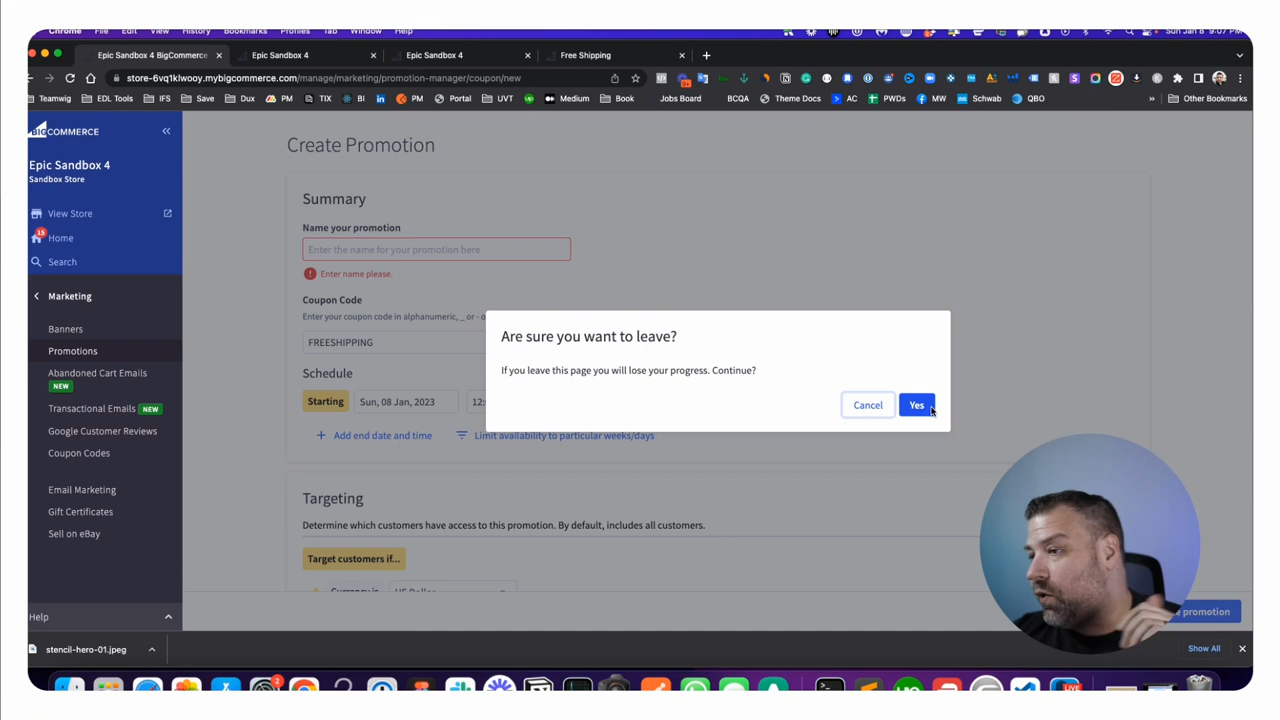 Chrome File Edit View History Bookmarks Profiles Tab Window Help
Sun Jan 8 9:07 PM
Epic Sandbox 4 BigCommerce
Epic Sandbox 4
Epic Sandbox 4
Free Shipping
store-6vq1klwooy.mybigcommerce.com/manage/marketing/promotion-manager/coupon/new
Teamwig EDL Tools IFS Save Dux PM TIX BI PM Portal UVT Medium Book Jobs Board BCQA Theme Docs AC PWDs MW Schwab QBO » Other Bookmarks
BIGCOMMERCE
Epic Sandbox 4
Sandbox Store
View Store
15
Home
Search
Marketing
Banners
Promotions
Abandoned Cart Emails
NEW
Transactional Emails NEW
Google Customer Reviews
Coupon Codes
Email Marketing
Gift Certificates
Sell on eBay
Help
Create Promotion
Summary
Name your promotion
Enter the name for your promotion here
Enter name please.
Coupon Code
Enter your coupon code in alphanumeric, _ or - o
FREESHIPPING
Schedule
Starting Sun, 08 Jan, 2023 12:
+ Add end date and time Limit availability to particular weeks/days
Are sure you want to leave?
If you leave this page you will lose your progress. Continue?
Cancel Yes
Targeting
Determine which customers have access to this promotion. By default, includes all customers.
Target customers if...
Currency is US Dollar
promotion
stencil-hero-01.jpeg
Show All
2
LIVE